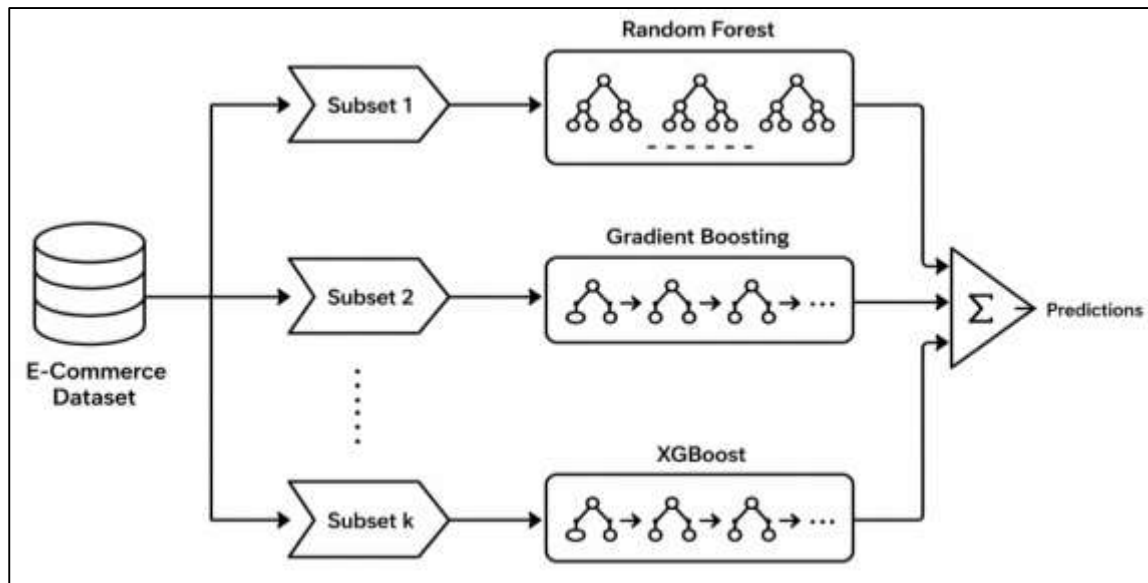 Random Forest
Subset 1
Gradient Boosting
Subset 2
Σ
Predictions
E-Commerce
Dataset
XGBoost
Subset k